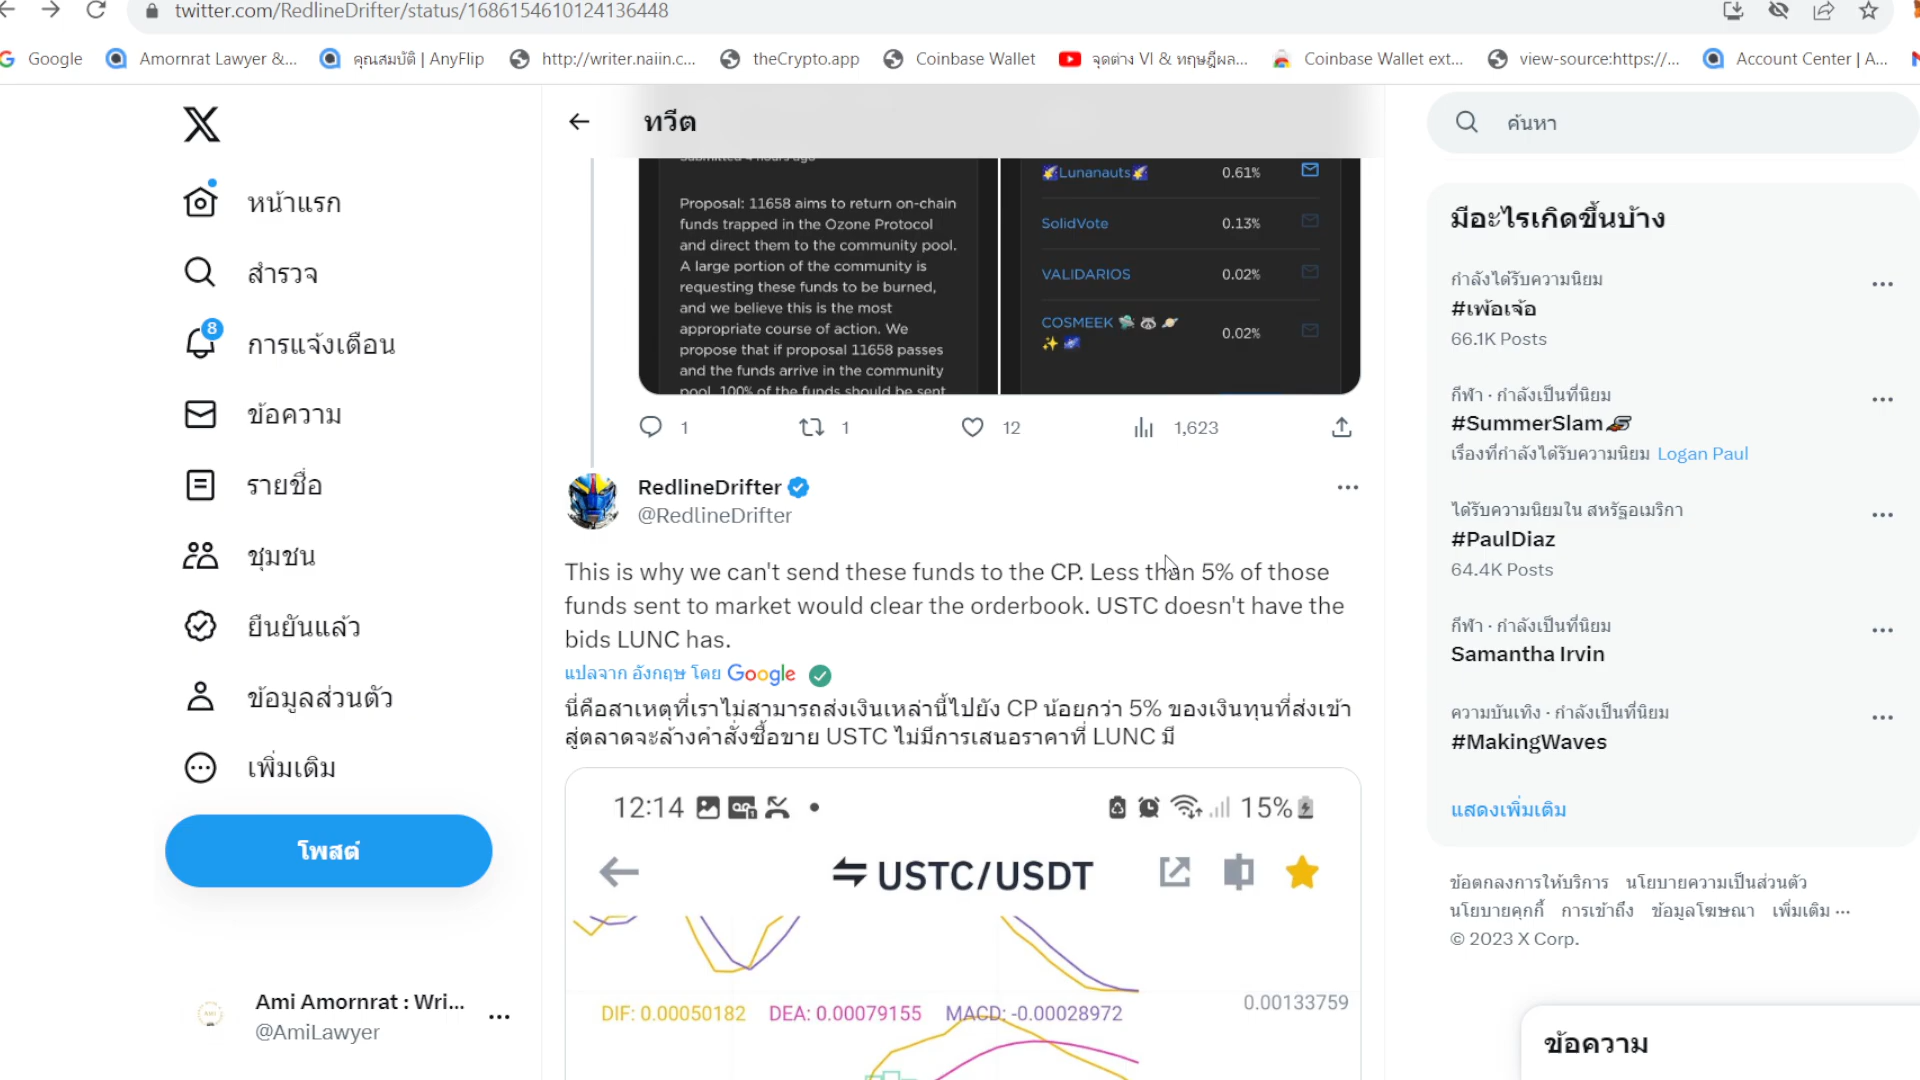 twitter.com/RedlineDrifter/status/1686154610124136448
Google
Amornrat Lawyer &...
คุณสมบัติ | AnyFlip
http://writer.naiin.c...
theCrypto.app
Coinbase Wallet
จุดต่าง VI & ทฤษฎีผล...
Coinbase Wallet ext...
view-source:https://...
Account Center | A...
หน้าแรก
สำรวจ
8
การแจ้งเตือน
ข้อความ
รายชื่อ
ชุมชน
ยืนยันแล้ว
ข้อมูลส่วนตัว
เพิ่มเติม
โพสต์
Ami Amornrat : Wri...
@AmiLawyer
ทวีต
Submitted 4 hours ago
Proposal: 11658 aims to return on-chain
funds trapped in the Ozone Protocol
and direct them to the community pool.
A large portion of the community is
requesting these funds to be burned,
and we believe this is the most
appropriate course of action. We
propose that if proposal 11658 passes
and the funds arrive in the community
pool, 100% of the funds should be sent
🌠Lunanauts🌠 0.61%
SolidVote 0.13%
VALIDARIOS 0.02%
COSMEEK 🛸 🦝 🪐 0.02%
✨ 🌌
1 1 12 1,623
RedlineDrifter
@RedlineDrifter
This is why we can't send these funds to the CP. Less than 5% of those
funds sent to market would clear the orderbook. USTC doesn't have the
bids LUNC has.
แปลจาก อังกฤษ โดย Google
นี่คือสาเหตุที่เราไม่สามารถส่งเงินเหล่านี้ไปยัง CP น้อยกว่า 5% ของเงินทุนที่ส่งเข้า
สู่ตลาดจะล้างคำสั่งซื้อขาย USTC ไม่มีการเสนอราคาที่ LUNC มี
12:14 15%
USTC/USDT
0.00133759
DIF: 0.00050182 DEA: 0.00079155 MACD: -0.00028972
ค้นหา
มีอะไรเกิดขึ้นบ้าง
กำลังได้รับความนิยม
#เพ้อเจ้อ
66.1K Posts
กีฬา · กำลังเป็นที่นิยม
#SummerSlam
เรื่องที่กำลังได้รับความนิยม Logan Paul
ได้รับความนิยมใน สหรัฐอเมริกา
#PaulDiaz
64.4K Posts
กีฬา · กำลังเป็นที่นิยม
Samantha Irvin
ความบันเทิง · กำลังเป็นที่นิยม
#MakingWaves
แสดงเพิ่มเติม
ข้อตกลงการให้บริการ นโยบายความเป็นส่วนตัว
นโยบายคุกกี้ การเข้าถึง ข้อมูลโฆษณา เพิ่มเติม ···
© 2023 X Corp.
ข้อความ